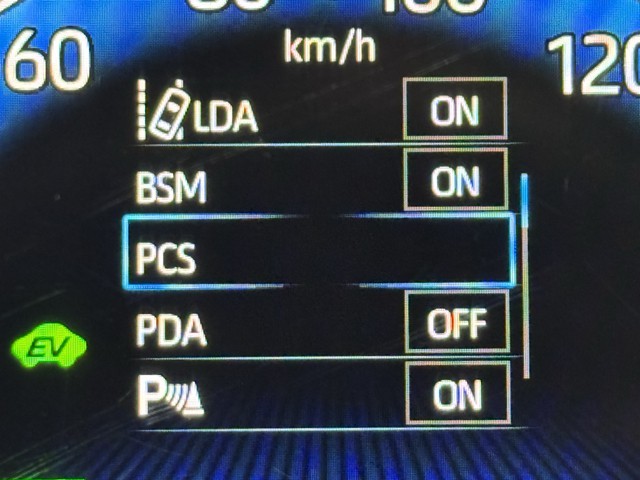 60
km/h
120
LDA ON
BSM ON
PCS
PDA OFF
EV
P ON